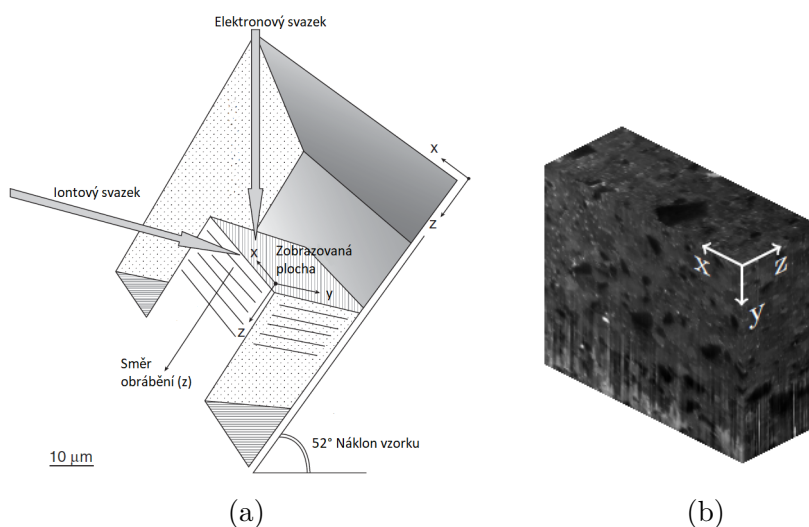 Elektronový svazek
x
z
Iontový svazek
Zobrazovaná
plocha
x
y
z
Směr
obrábění (z)
52° Náklon vzorku
10 μm
x
z
y
(a)
(b)